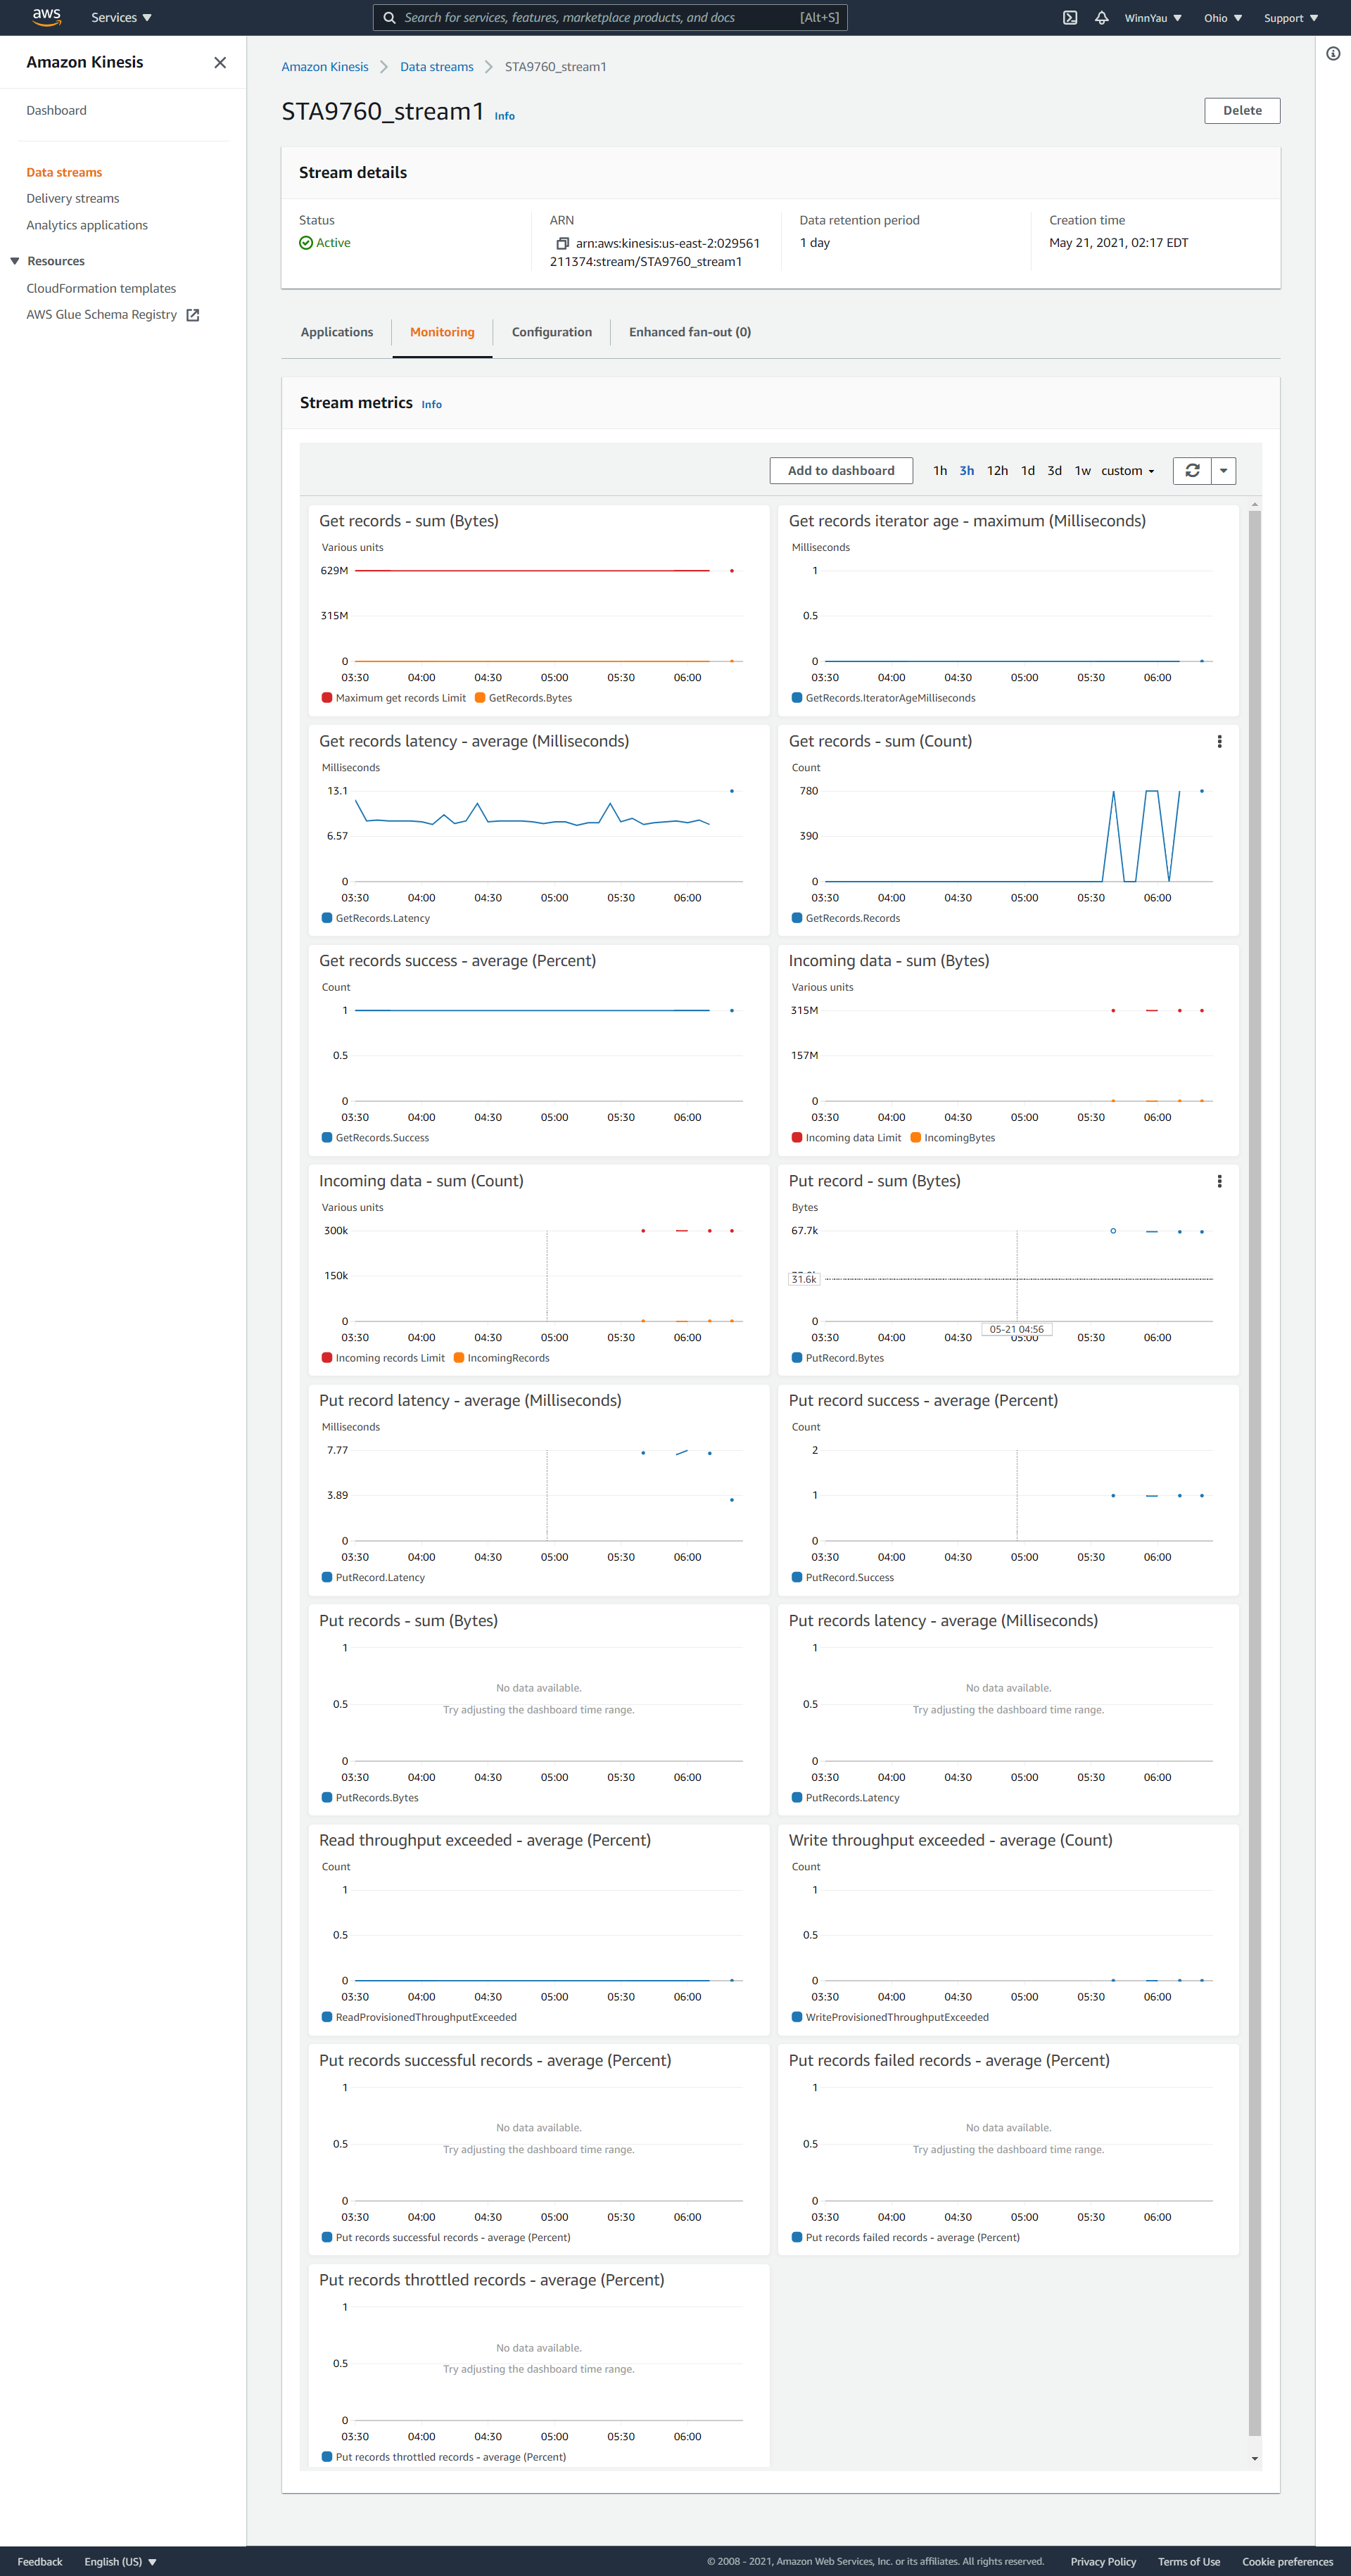 aws
Services
Search for services, features, marketplace products, and docs
[Alt+S]
WinnYau
Ohio
Support
Amazon Kinesis
Dashboard
Data streams
Delivery streams
Analytics applications
Resources
CloudFormation templates
AWS Glue Schema Registry
Amazon Kinesis
Data streams
STA9760_stream1
STA9760_stream1 Info
Delete
Stream details
Status
Active
ARN
arn:aws:kinesis:us-east-2:029561
211374:stream/STA9760_stream1
Data retention period
1 day
Creation time
May 21, 2021, 02:17 EDT
Applications
Monitoring
Configuration
Enhanced fan-out (0)
Stream metrics Info
Add to dashboard
1h 3h 12h 1d 3d 1w custom
Get records - sum (Bytes)
Various units
629M
315M
0
03:30 04:00 04:30 05:00 05:30 06:00
Maximum get records Limit GetRecords.Bytes
Get records iterator age - maximum (Milliseconds)
Milliseconds
1
0.5
0
03:30 04:00 04:30 05:00 05:30 06:00
GetRecords.IteratorAgeMilliseconds
Get records latency - average (Milliseconds)
Milliseconds
13.1
6.57
0
03:30 04:00 04:30 05:00 05:30 06:00
GetRecords.Latency
Get records - sum (Count)
Count
780
390
0
03:30 04:00 04:30 05:00 05:30 06:00
GetRecords.Records
Get records success - average (Percent)
Count
1
0.5
0
03:30 04:00 04:30 05:00 05:30 06:00
GetRecords.Success
Incoming data - sum (Bytes)
Various units
315M
157M
0
03:30 04:00 04:30 05:00 05:30 06:00
Incoming data Limit IncomingBytes
Incoming data - sum (Count)
Various units
300k
150k
0
03:30 04:00 04:30 05:00 05:30 06:00
Incoming records Limit IncomingRecords
Put record - sum (Bytes)
Bytes
67.7k
31.6k
0
05-21 04:56
03:30 04:00 04:30 05:00 05:30 06:00
PutRecord.Bytes
Put record latency - average (Milliseconds)
Milliseconds
7.77
3.89
0
03:30 04:00 04:30 05:00 05:30 06:00
PutRecord.Latency
Put record success - average (Percent)
Count
2
1
0
03:30 04:00 04:30 05:00 05:30 06:00
PutRecord.Success
Put records - sum (Bytes)
1
No data available.
0.5
Try adjusting the dashboard time range.
0
03:30 04:00 04:30 05:00 05:30 06:00
PutRecords.Bytes
Put records latency - average (Milliseconds)
1
No data available.
0.5
Try adjusting the dashboard time range.
0
03:30 04:00 04:30 05:00 05:30 06:00
PutRecords.Latency
Read throughput exceeded - average (Percent)
Count
1
0.5
0
03:30 04:00 04:30 05:00 05:30 06:00
ReadProvisionedThroughputExceeded
Write throughput exceeded - average (Count)
Count
1
0.5
0
03:30 04:00 04:30 05:00 05:30 06:00
WriteProvisionedThroughputExceeded
Put records successful records - average (Percent)
1
No data available.
0.5
Try adjusting the dashboard time range.
0
03:30 04:00 04:30 05:00 05:30 06:00
Put records successful records - average (Percent)
Put records failed records - average (Percent)
1
No data available.
0.5
Try adjusting the dashboard time range.
0
03:30 04:00 04:30 05:00 05:30 06:00
Put records failed records - average (Percent)
Put records throttled records - average (Percent)
1
No data available.
0.5
Try adjusting the dashboard time range.
0
03:30 04:00 04:30 05:00 05:30 06:00
Put records throttled records - average (Percent)
Feedback
English (US)
© 2008 - 2021, Amazon Web Services, Inc. or its affiliates. All rights reserved.
Privacy Policy
Terms of Use
Cookie preferences